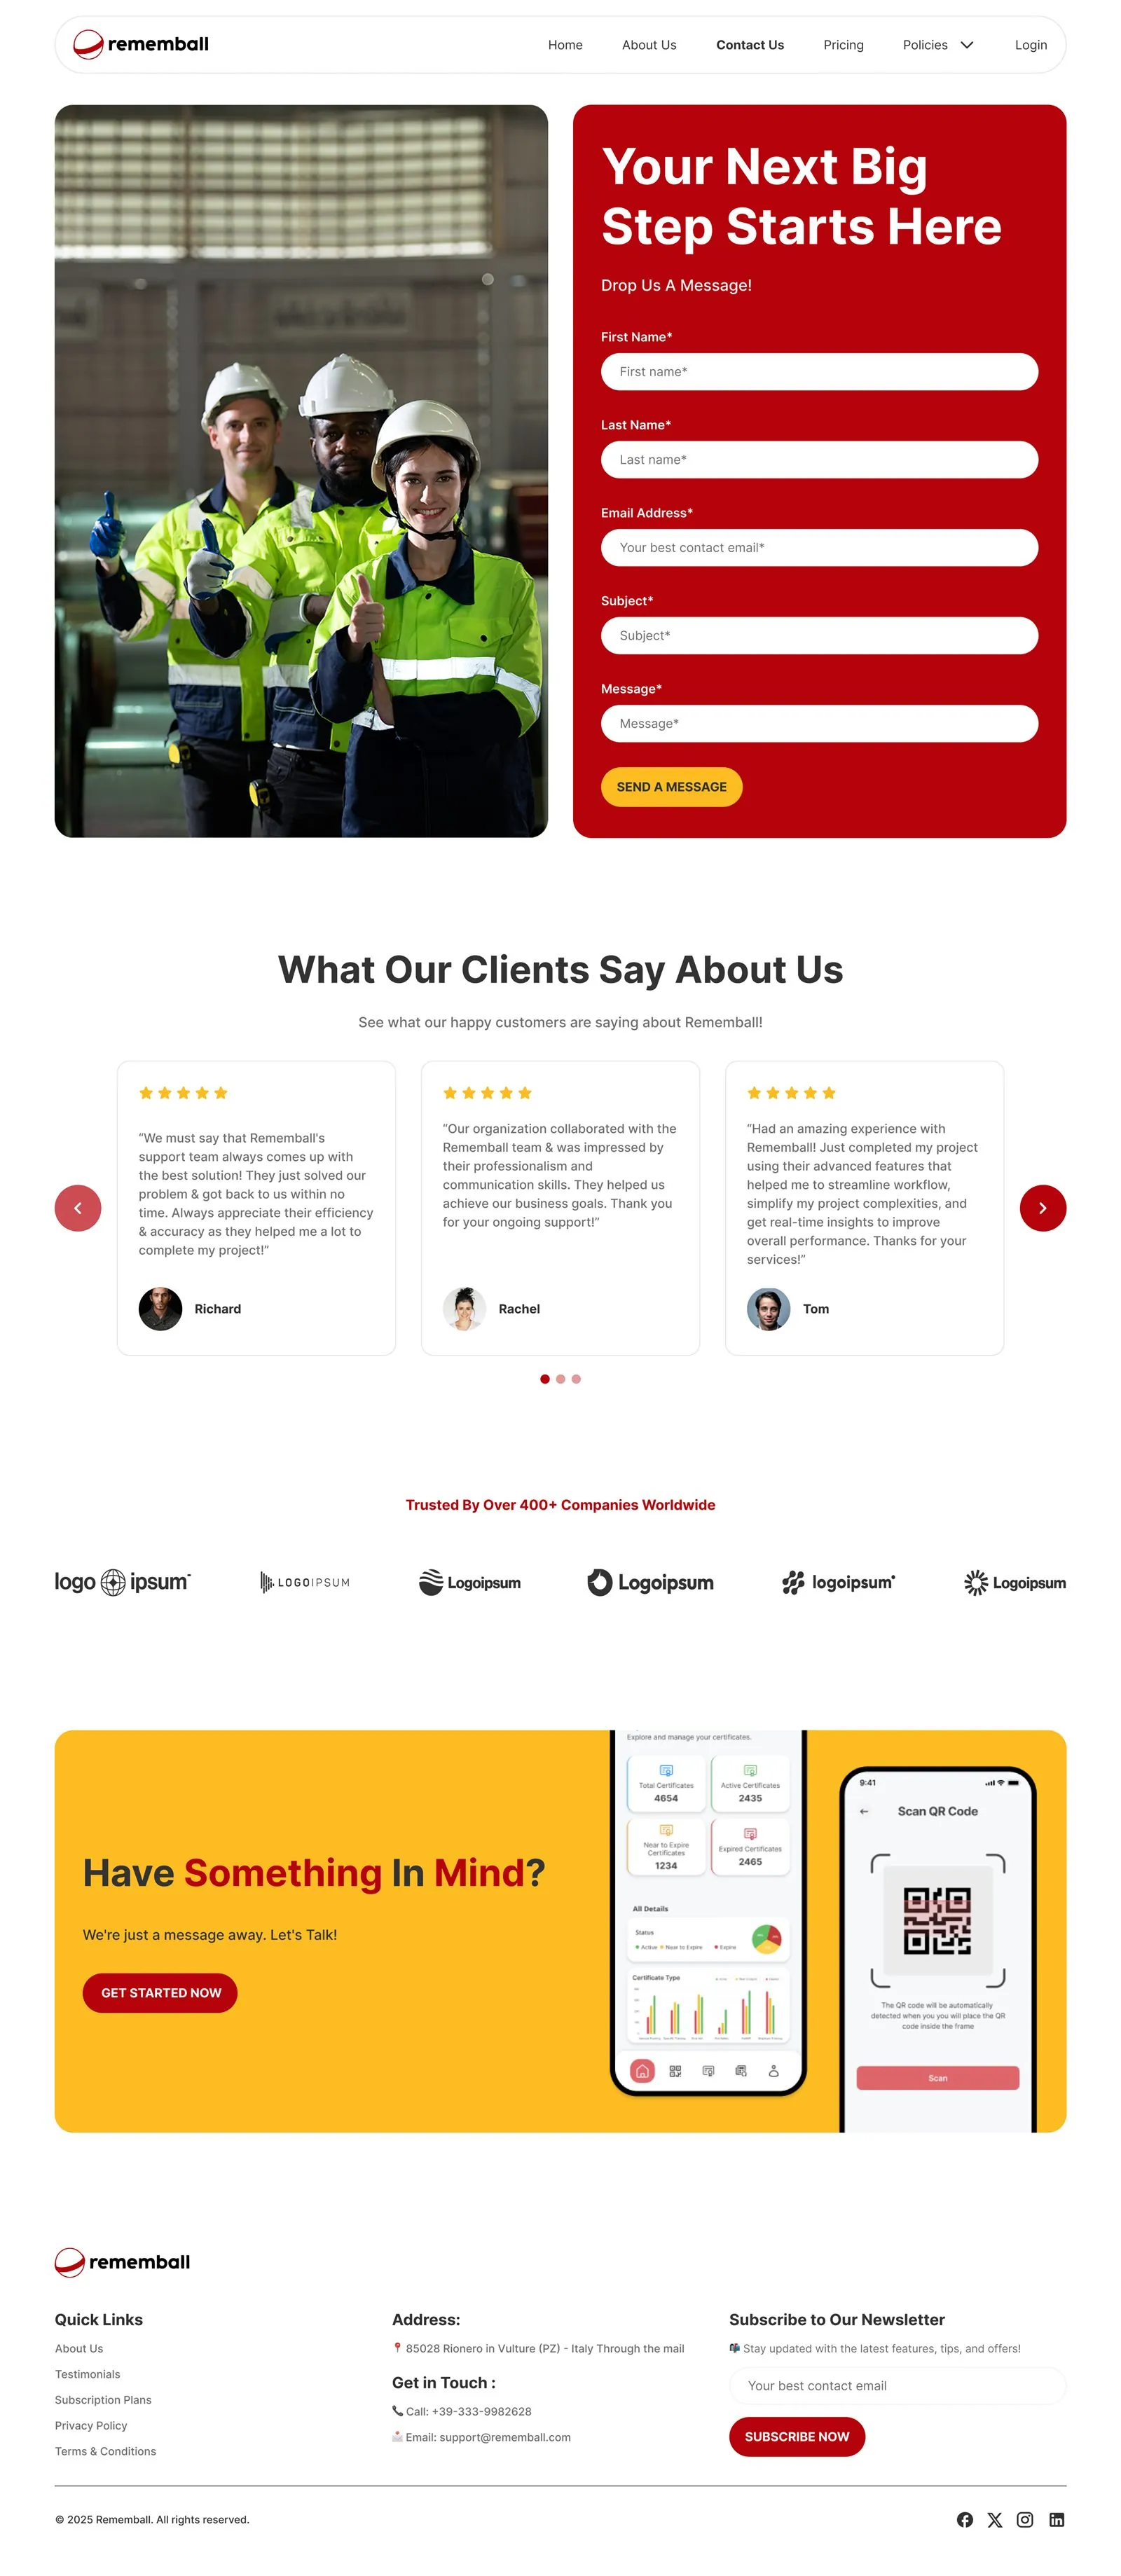 rememball
Home
About Us
Contact Us
Pricing
Policies
Login
Your Next Big
Step Starts Here
Drop Us A Message!
First Name*
First name*
Last Name*
Last name*
Email Address*
Your best contact email*
Subject*
Subject*
Message*
Message*
SEND A MESSAGE
What Our Clients Say About Us
See what our happy customers are saying about Rememball!
“We must say that Rememball's
support team always comes up with
the best solution! They just solved our
problem & got back to us within no
time. Always appreciate their efficiency
& accuracy as they helped me a lot to
complete my project!”
Richard
“Our organization collaborated with the
Rememball team & was impressed by
their professionalism and
communication skills. They helped us
achieve our business goals. Thank you
for your ongoing support!”
Rachel
“Had an amazing experience with
Rememball! Just completed my project
using their advanced features that
helped me to streamline workflow,
simplify my project complexities, and
get real-time insights to improve
overall performance. Thanks for your
services!”
Tom
Trusted By Over 400+ Companies Worldwide
logo ipsum
LOGOIPSUM
Logoipsum
Logoipsum
logoipsum
Logoipsum
Have Something In Mind?
We're just a message away. Let's Talk!
GET STARTED NOW
Explore and manage your certificates.
Total Certificates
4654
Active Certificates
2435
Near to Expire
Certificates
1234
Expired Certificates
2465
All Details
Status
Active
Near to Expire
Expire
Certificate Type
9:41
Scan QR Code
The QR code will be automatically
detected when you you will place the QR
code inside the frame
Scan
rememball
Quick Links
About Us
Testimonials
Subscription Plans
Privacy Policy
Terms & Conditions
Address:
📍 85028 Rionero in Vulture (PZ) - Italy Through the mail
Get in Touch :
📞 Call: +39-333-9982628
📩 Email: support@rememball.com
Subscribe to Our Newsletter
📬 Stay updated with the latest features, tips, and offers!
Your best contact email
SUBSCRIBE NOW
© 2025 Rememball. All rights reserved.